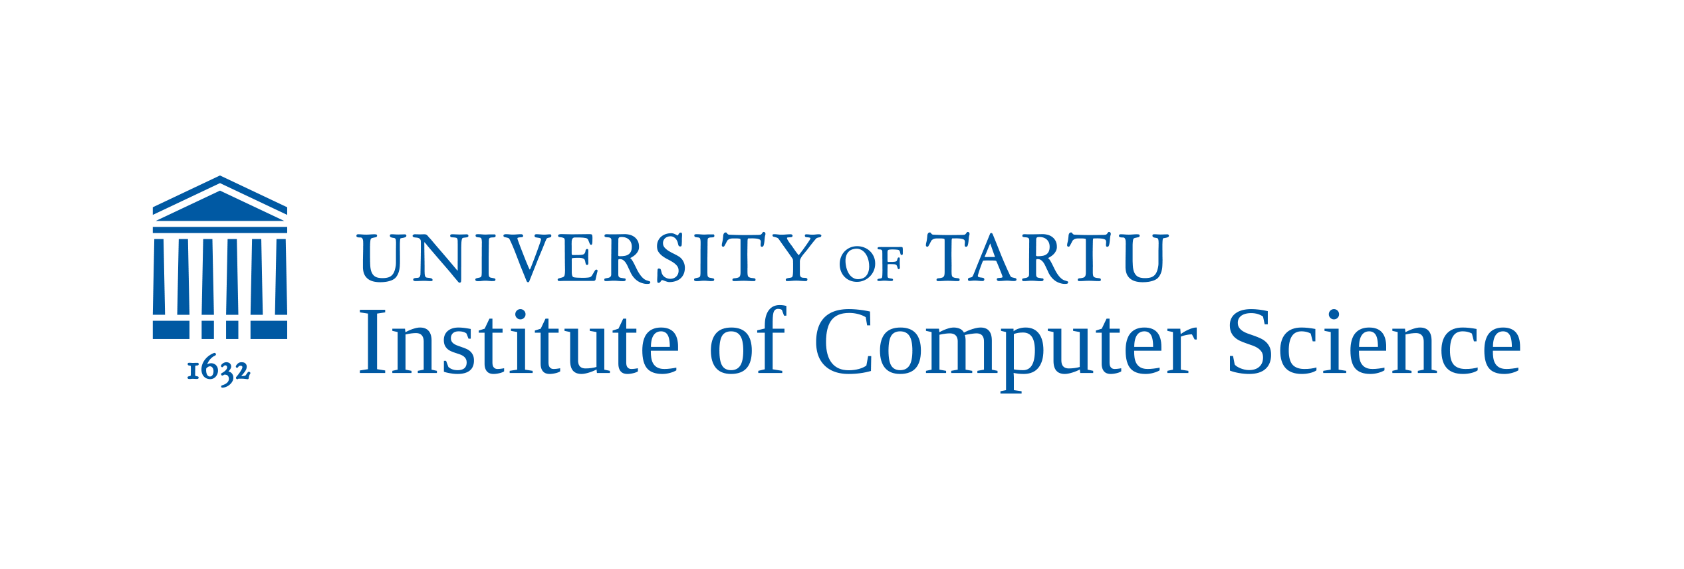 UNIVERSITY OF TARTU
Institute of Computer Science
1632